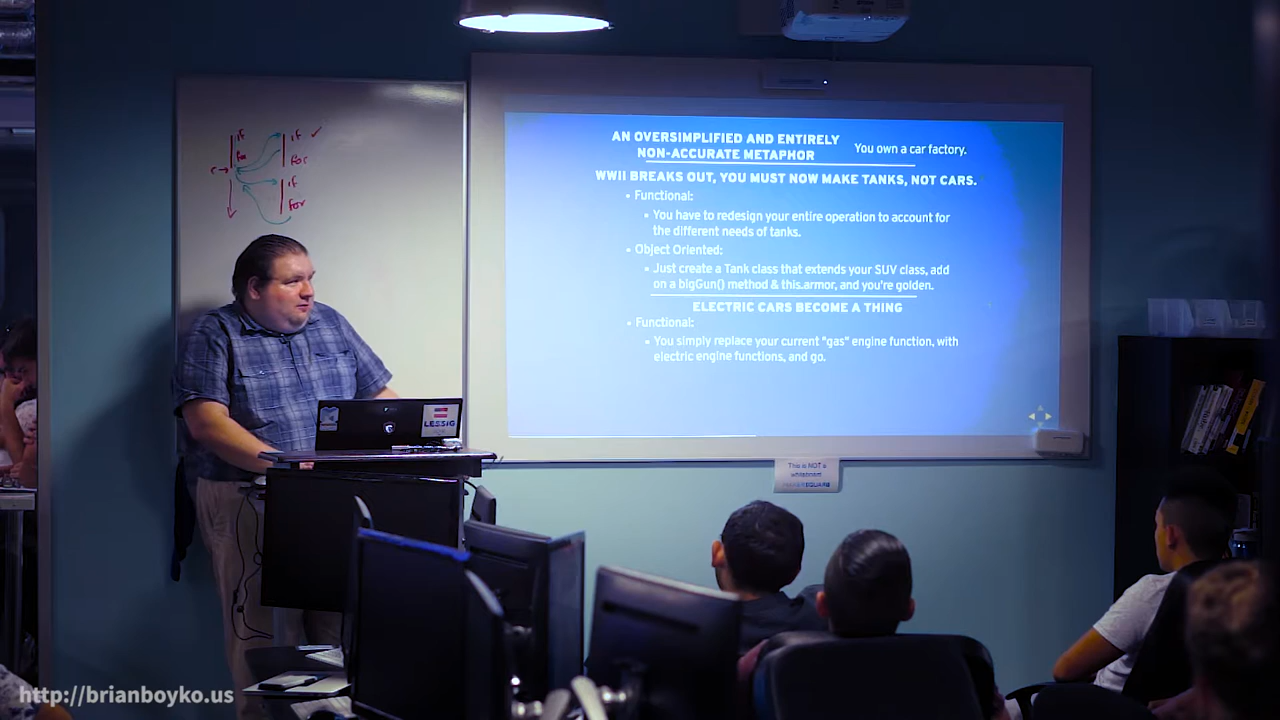 if
if ✓
for
for
c →
if
for
AN OVERSIMPLIFIED AND ENTIRELY
NON-ACCURATE METAPHOR
You own a car factory.
WWII BREAKS OUT, YOU MUST NOW MAKE TANKS, NOT CARS.
Functional:
You have to redesign your entire operation to account for
the different needs of tanks.
Object Oriented:
Just create a Tank class that extends your SUV class, add
on a bigGun() method & this.armor, and you're golden.
ELECTRIC CARS BECOME A THING
Functional:
You simply replace your current "gas" engine function, with
electric engine functions, and go.
LESSIG
This is NOT a
whiteboard
MAKERSQUARE
http://brianboyko.us